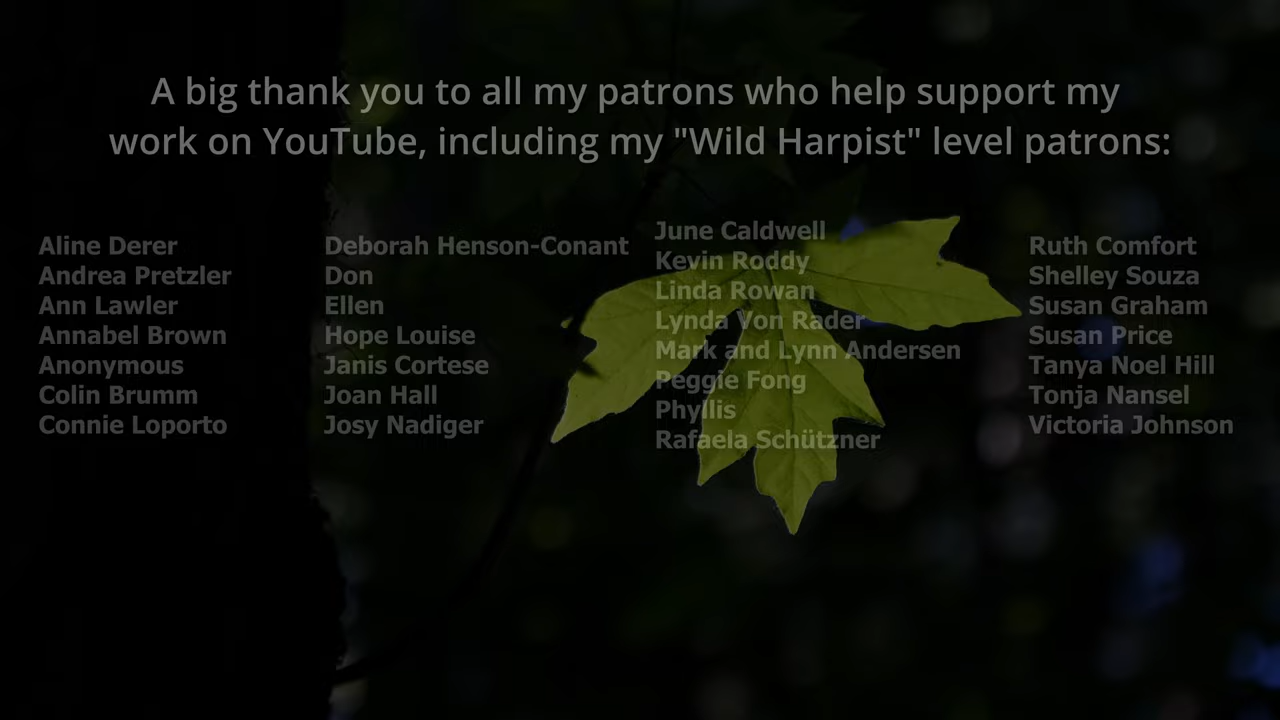 A big thank you to all my patrons who help support my
work on YouTube, including my "Wild Harpist" level patrons:
Aline Derer
Andrea Pretzler
Ann Lawler
Annabel Brown
Anonymous
Colin Brumm
Connie Loporto
Deborah Henson-Conant
Don
Ellen
Hope Louise
Janis Cortese
Joan Hall
Josy Nadiger
June Caldwell
Kevin Roddy
Linda Rowan
Lynda Von Rader
Mark and Lynn Andersen
Peggie Fong
Phyllis
Rafaela Schützner
Ruth Comfort
Shelley Souza
Susan Graham
Susan Price
Tanya Noel Hill
Tonja Nansel
Victoria Johnson